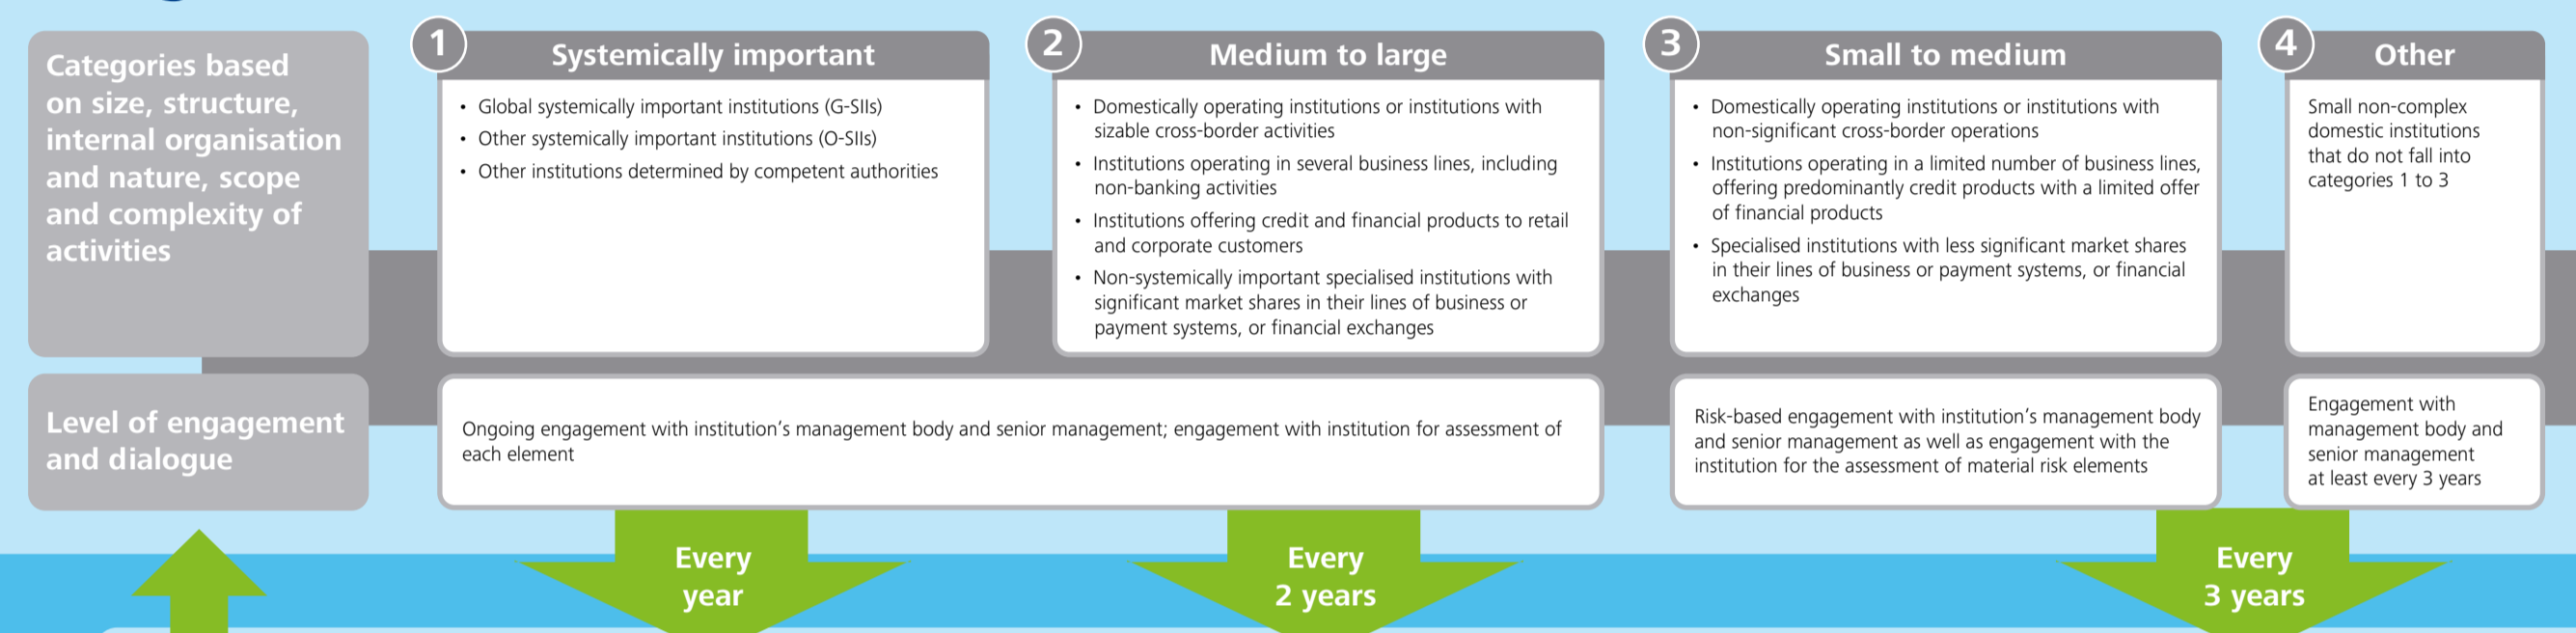 Categories based
on size, structure,
internal organisation
and nature, scope
and complexity of
activities
1
Systemically important
• Global systemically important institutions (G-SIIs)
• Other systemically important institutions (O-SIIs)
• Other institutions determined by competent authorities
2
Medium to large
• Domestically operating institutions or institutions with
sizable cross-border activities
• Institutions operating in several business lines, including
non-banking activities
• Institutions offering credit and financial products to retail
and corporate customers
• Non-systemically important specialised institutions with
significant market shares in their lines of business or
payment systems, or financial exchanges
3
Small to medium
• Domestically operating institutions or institutions with
non-significant cross-border operations
• Institutions operating in a limited number of business lines,
offering predominantly credit products with a limited offer
of financial products
• Specialised institutions with less significant market shares
in their lines of business or payment systems, or financial
exchanges
4
Other
Small non-complex
domestic institutions
that do not fall into
categories 1 to 3
Level of engagement
and dialogue
Ongoing engagement with institution’s management body and senior management; engagement with institution for assessment of
each element
Risk-based engagement with institution’s management body
and senior management as well as engagement with the
institution for the assessment of material risk elements
Engagement with
management body and
senior management
at least every 3 years
Every
year
Every
2 years
Every
3 years